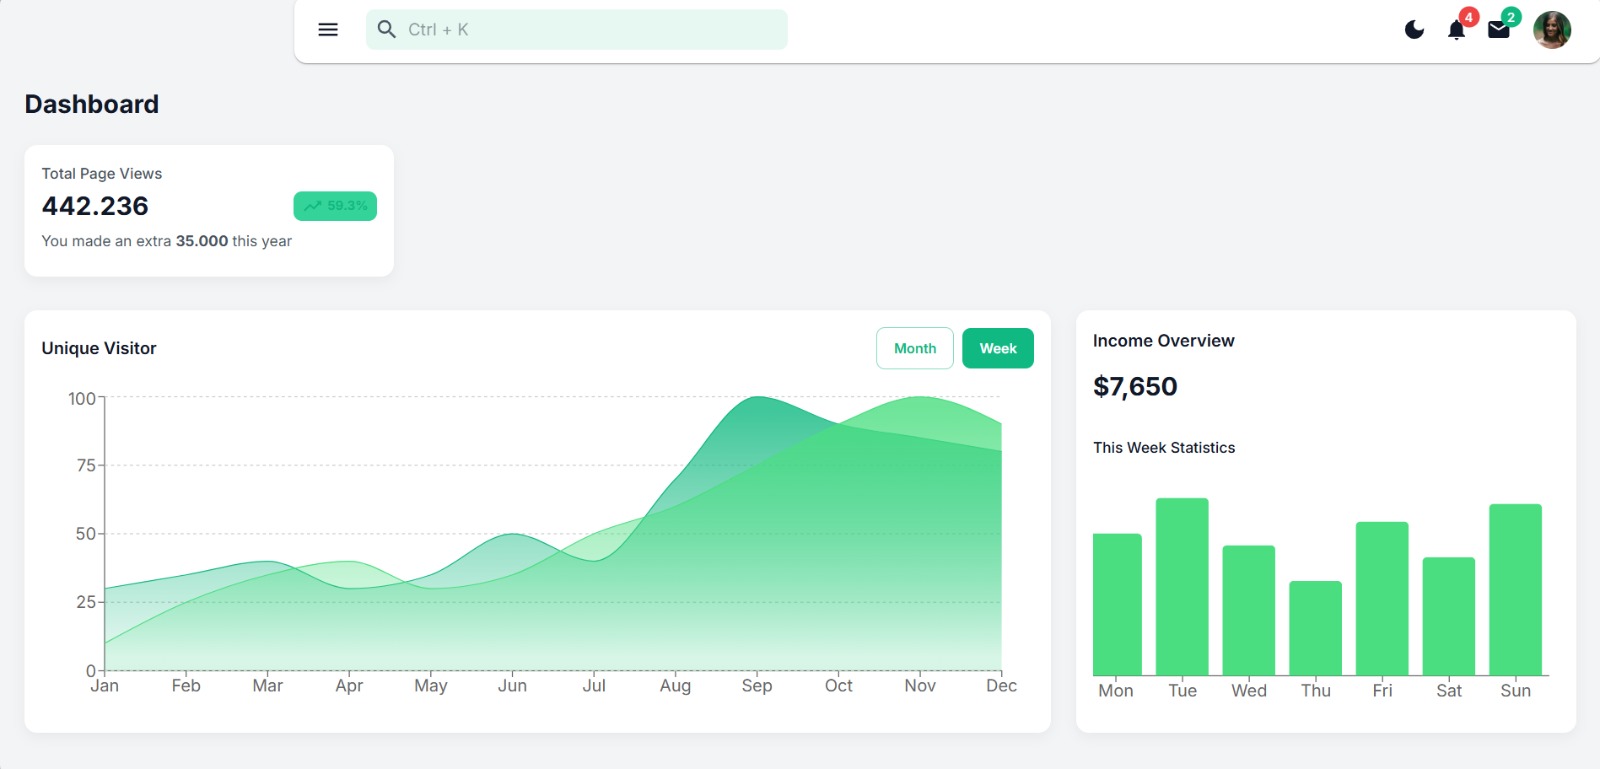 Ctrl + K
4
2
Dashboard
Total Page Views
442.236
59.3%
You made an extra 35.000 this year
Unique Visitor
Month
Week
100
75
50
25
0
Jan Feb Mar Apr May Jun Jul Aug Sep Oct Nov Dec
Income Overview
$7,650
This Week Statistics
Mon Tue Wed Thu Fri Sat Sun